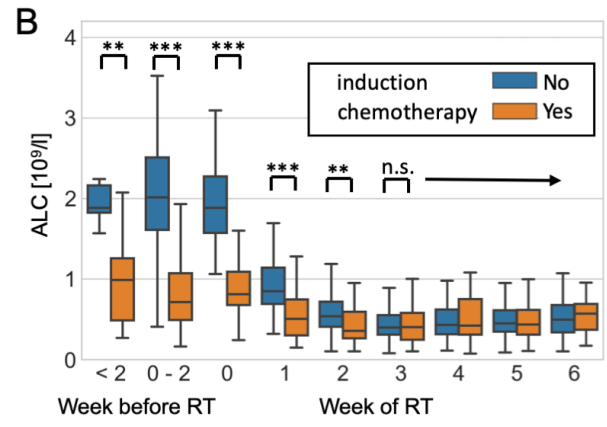 B
4
3
2
1
0
ALC [10⁹/l]
** *** *** *** ** n.s.
induction chemotherapy
No
Yes
< 2 0 - 2 0 1 2 3 4 5 6
Week before RT Week of RT